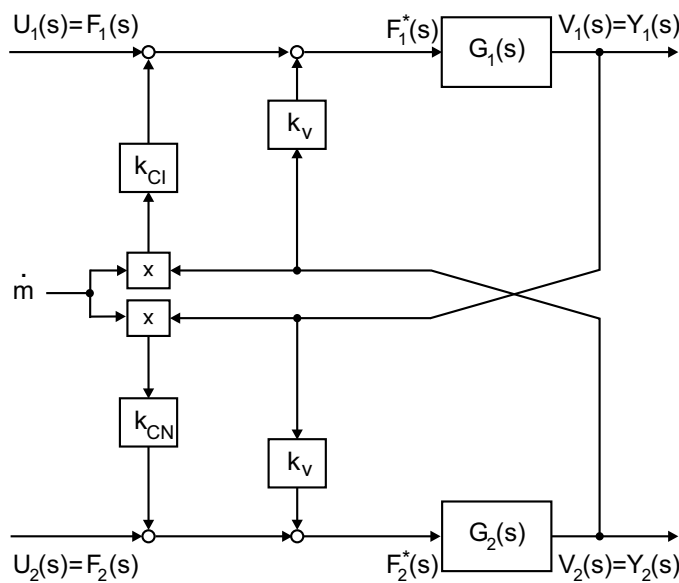 U₁(s)=F₁(s)
F₁*(s)
G₁(s)
V₁(s)=Y₁(s)
k_V
k_CI
x
ṁ
x
k_CN
k_V
U₂(s)=F₂(s)
F₂*(s)
G₂(s)
V₂(s)=Y₂(s)